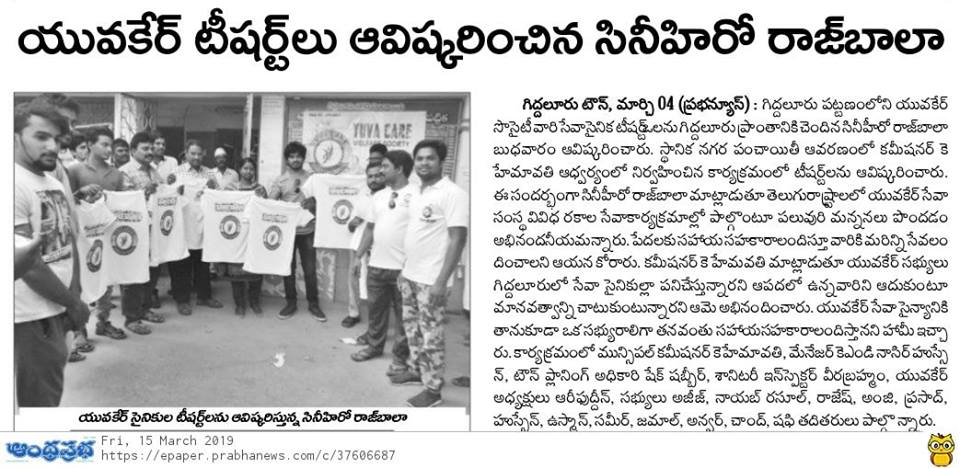 యువకేర్ టీషర్ట్‌లు ఆవిష్కరించిన సినీహీరో రాజ్‌బాలా
YUVA CARE
గిద్దలూరు టౌన్, మార్చి 04 (ప్రభన్యూస్) : గిద్దలూరు పట్టణంలోని యువకేర్
సొసైటీ వారి సేవాసైనిక టీషర్ట్‌లను గిద్దలూరు ప్రాంతానికి చెందిన సినీహీరో రాజ్‌బాలా
బుధవారం ఆవిష్కరించారు. స్థానిక నగర పంచాయితీ ఆవరణంలో కమీషనర్ కె
హేమావతి ఆధ్వర్యంలో నిర్వహించిన కార్యక్రమంలో టీషర్ట్‌లను ఆవిష్కరించారు.
ఈ సందర్భంగా సినీహీరో రాజ్‌బాలా మాట్లాడుతూ తెలుగురాష్ట్రాలలో యువకేర్ సేవా
సంస్థ వివిధ రకాల సేవాకార్యక్రమాల్లో పాల్గొంటూ పలువురి మన్ననలు పొందడం
అభినందనీయమన్నారు. పేదలకు సహాయసహకారాలందిస్తూ వారికి మరిన్ని సేవలం
దించాలని ఆయన కోరారు. కమీషనర్ కె హేమవతి మాట్లాడుతూ యువకేర్ సభ్యులు
గిద్దలూరులో సేవా సైనికుల్లా పనిచేస్తున్నారని ఆపదలో ఉన్నవారిని ఆదుకుంటూ
మానవత్వాన్ని చాటుకుంటున్నారని ఆమె అభినందించారు. యువకేర్ సేవాసైన్యానికి
తానుకూడా ఒక సభ్యురాలిగా తనవంతు సహాయసహకారాలందిస్తానని హామీ ఇచ్చా
రు. కార్యక్రమంలో మున్సిపల్ కమీషనర్ కెహేమావతి, మేనేజర్ కెఎండి నాసిర్ హుస్సే
న్, టౌన్ ప్లానింగ్ అధికారి షేక్ షబ్బీర్, శానిటరీ ఇన్‌స్పెక్టర్ వీరబ్రహ్మం, యువకేర్
అధ్యక్షులు ఆరీఫుద్దీన్, సభ్యులు అజీజ్, నాయబ్ రసూల్, రాజేష్, అంజి, ప్రసాద్,
హుస్సేన్, ఉస్మాన్, సమీర్, జమాల్, అన్వర్, చాంద్, షఫి తదితరులు పాల్గొన్నారు.
యువకేర్ సైనికుల టీషర్ట్‌లను ఆవిష్కరిస్తున్న సినీహీరో రాజ్‌బాలా
ఆంధ్రప్రభ
Fri, 15 March 2019
https://epaper.prabhanews.com/c/37606687